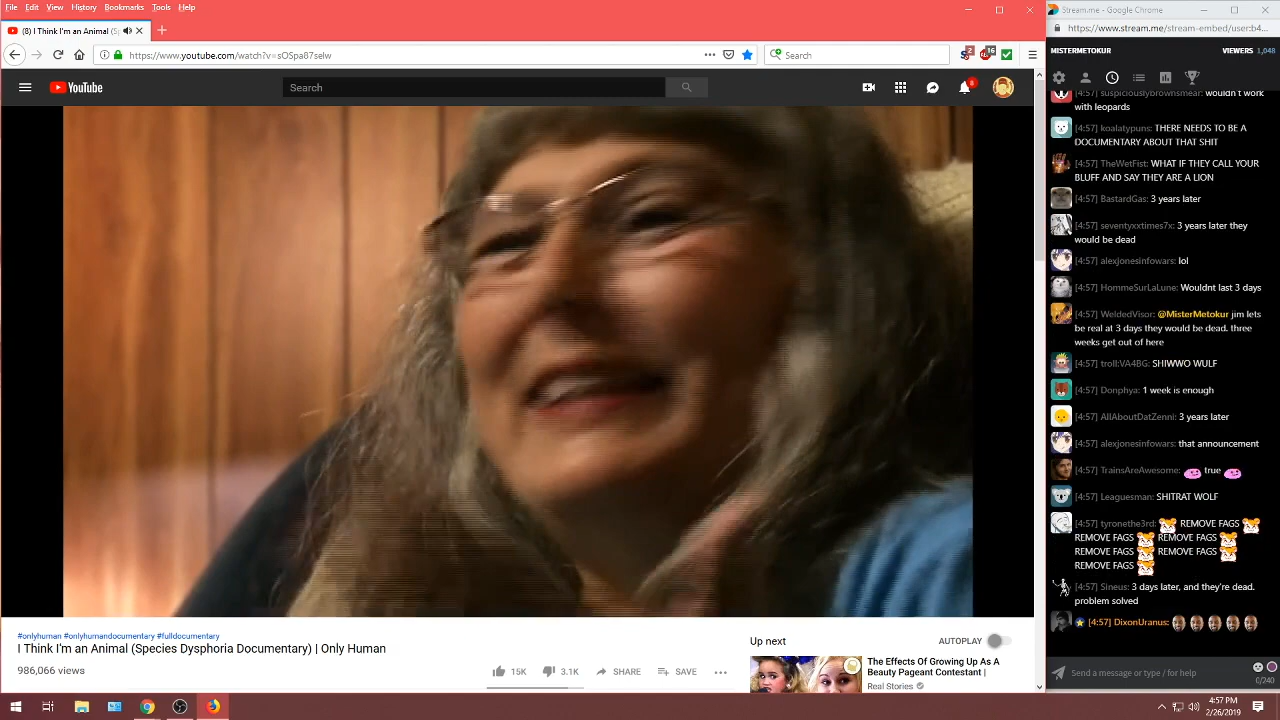 File Edit View History Bookmarks Tools Help
(8) I Think I'm an Animal (Sp
https://www.youtube.com/watch?v=sOSpa87selw
Search
2
16
YouTube
Search
8
#onlyhuman #onlyhumandocumentary #fulldocumentary
I Think I'm an Animal (Species Dysphoria Documentary) | Only Human
986,066 views
15K
3.1K
SHARE
SAVE
Up next
AUTOPLAY
The Effects Of Growing Up As A
Beauty Pageant Contestant |
Real Stories
Stream.me - Google Chrome
https://www.stream.me/stream-embed/user:b4...
MISTERMETOKUR
VIEWERS 1,048
[4:57] suspiciouslybrownsmear: wouldn't work
with leopards
[4:57] koalatypuns: THERE NEEDS TO BE A
DOCUMENTARY ABOUT THAT SHIT
[4:57] TheWetFist: WHAT IF THEY CALL YOUR
BLUFF AND SAY THEY ARE A LION
[4:57] BastardGas: 3 years later
[4:57] seventyxxtimes7x: 3 years later they
would be dead
[4:57] alexjonesinfowars: lol
[4:57] HommeSurLaLune: Wouldnt last 3 days
[4:57] WeldedVisor: @MisterMetokur jim lets
be real at 3 days they would be dead. three
weeks get out of here
[4:57] troll:VA4BG: SHIWWO WULF
[4:57] Donphya: 1 week is enough
[4:57] AllAboutDatZenni: 3 years later
[4:57] alexjonesinfowars: that announcement
[4:57] TrainsAreAwesome: true
[4:57] Leaguesman: SHITRAT WOLF
[4:57] tyronethe3rd: REMOVE FAGS
REMOVE FAGS REMOVE FAGS
REMOVE FAGS REMOVE FAGS
REMOVE FAGS
[4:57] Sineus: 3 days later, and they're dead.
problem solved
[4:57] DixonUranus:
Send a message or type / for help
0/240
4:57 PM
2/26/2019